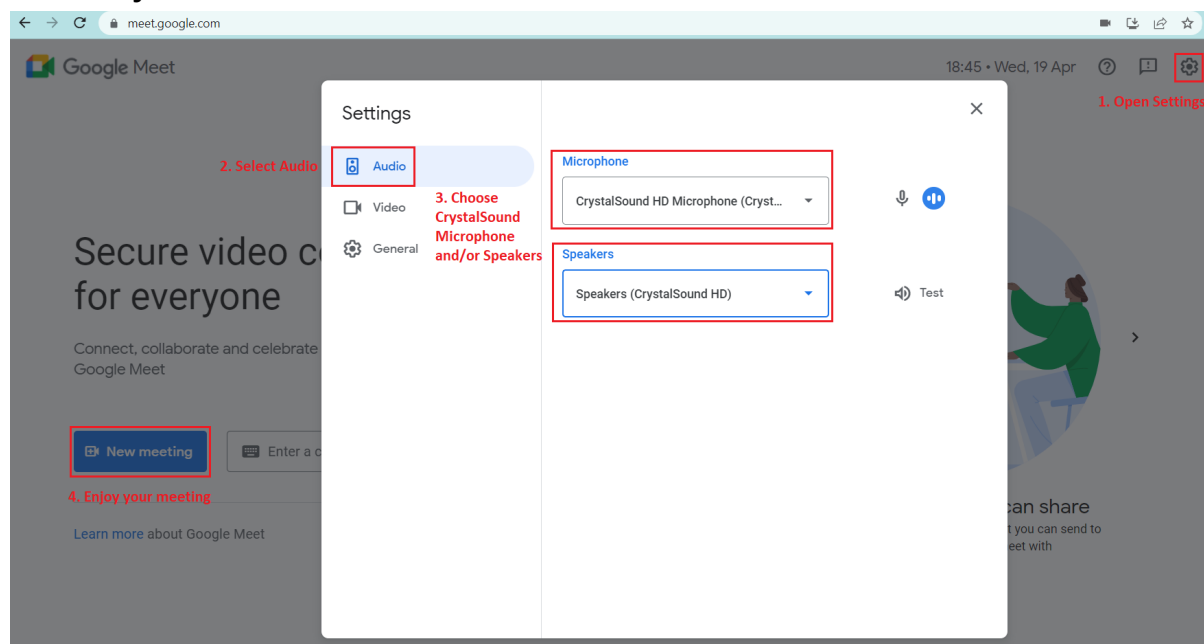 meet.google.com
Google Meet
18:45 • Wed, 19 Apr
1. Open Settings
Settings
2. Select Audio
Audio
Video
General
3. Choose
CrystalSound
Microphone
and/or Speakers
Microphone
CrystalSound HD Microphone (Cryst...
Speakers
Speakers (CrystalSound HD)
Test
Secure video c
for everyone
Connect, collaborate and celebrate
Google Meet
New meeting
Enter a c
4. Enjoy your meeting
Learn more about Google Meet
can share
t you can send to
eet with